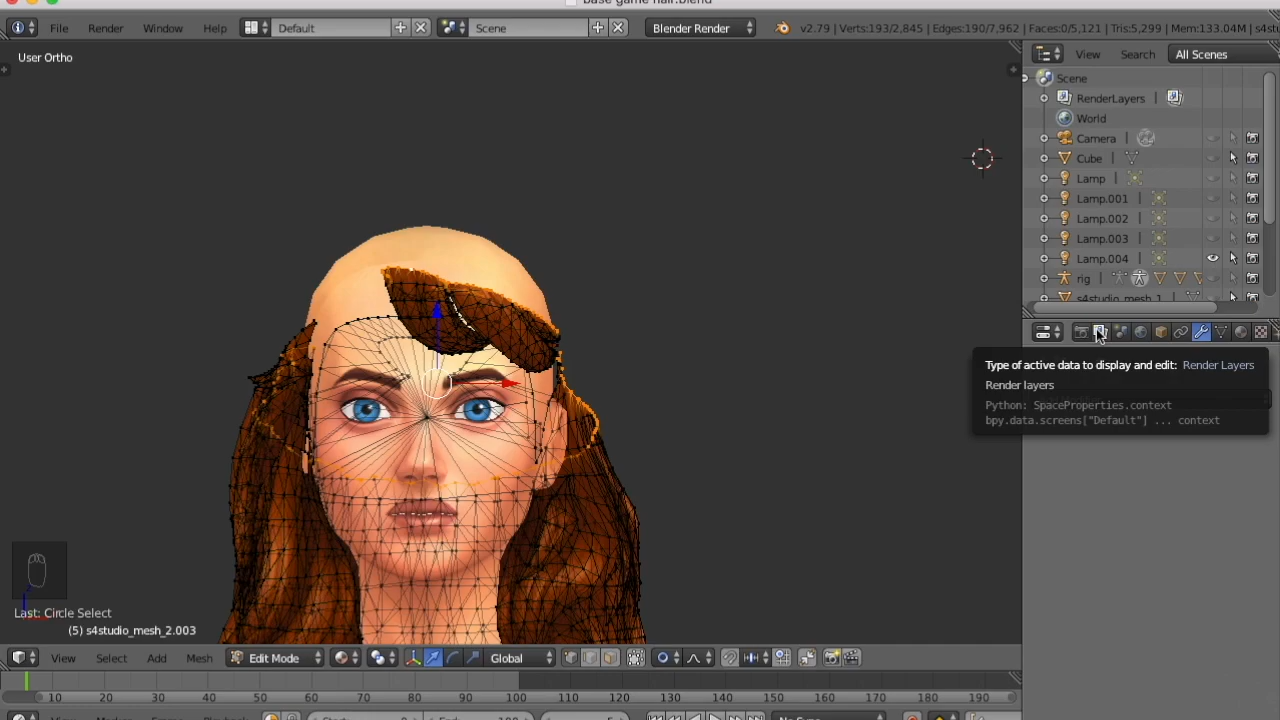 base game hair.blend
File Render Window Help Default Scene Blender Render v2.79 | Verts:193/2,845 | Edges:190/7,962 | Faces:0/5,121 | Tris:5,299 | Mem:133.04M | s4stu
User Ortho
View Search All Scenes
Scene
RenderLayers
World
Camera
Cube
Lamp
Lamp.001
Lamp.002
Lamp.003
Lamp.004
rig
s4studio_mesh_1
Type of active data to display and edit: Render Layers
Render layers
Python: SpaceProperties.context
bpy.data.screens["Default"] ... context
Last: Circle Select
(5) s4studio_mesh_2.003
View Select Add Mesh Edit Mode Global
10 20 30 40 50 60 70 80 90 100 110 120 130 140 150 160 170 180 190